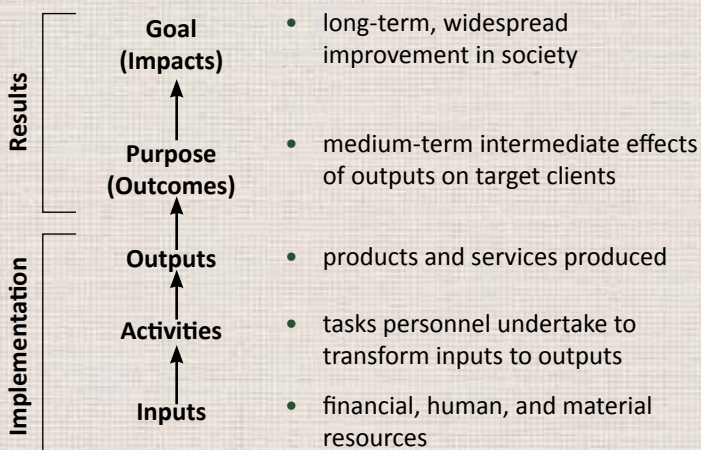 Results
Goal
(Impacts)
• long-term, widespread
improvement in society
Purpose
(Outcomes)
• medium-term intermediate effects
of outputs on target clients
Implementation
Outputs
• products and services produced
Activities
• tasks personnel undertake to
transform inputs to outputs
Inputs
• financial, human, and material
resources